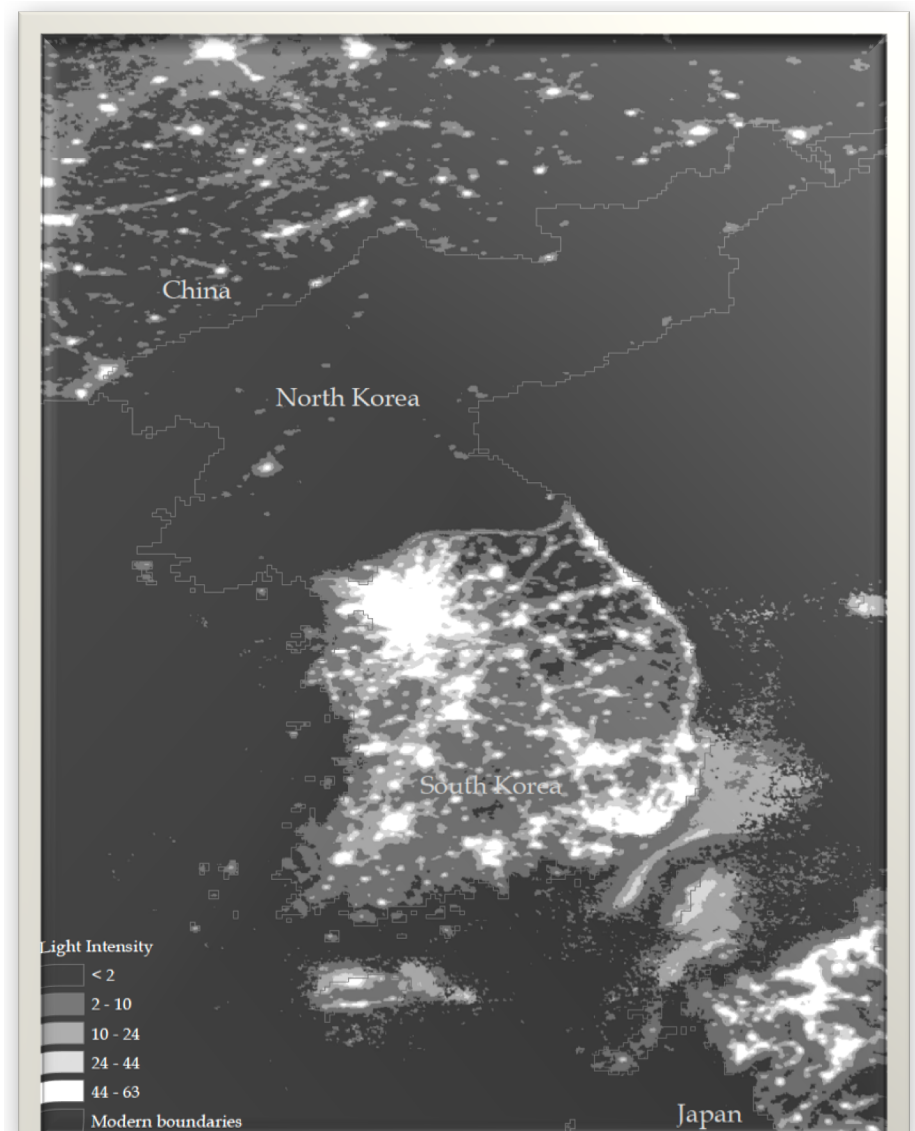 China
North Korea
South Korea
Light Intensity
< 2
2 - 10
10 - 24
24 - 44
44 - 63
Modern boundaries
Japan